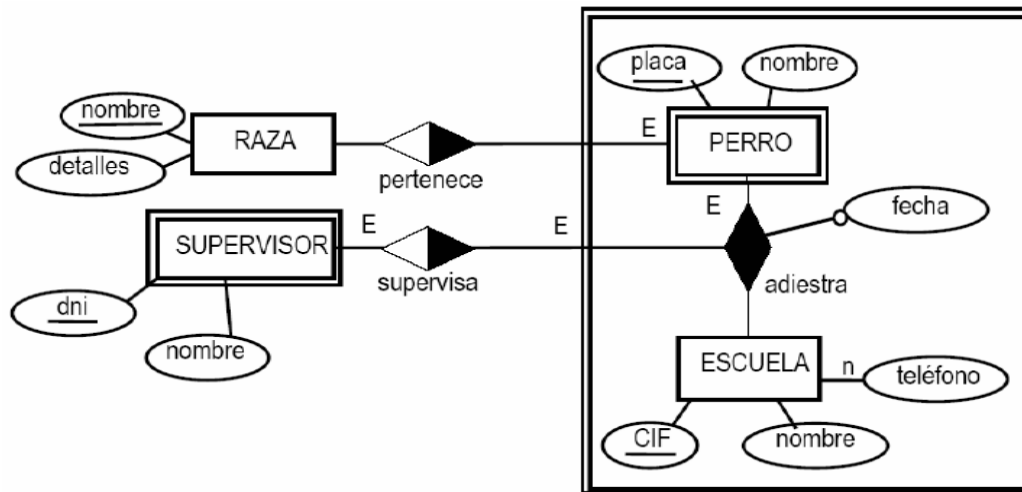 placa
nombre
nombre
RAZA
E
PERRO
detalles
pertenece
E
fecha
SUPERVISOR
E
E
supervisa
adiestra
dni
nombre
ESCUELA
n
teléfono
CIF
nombre